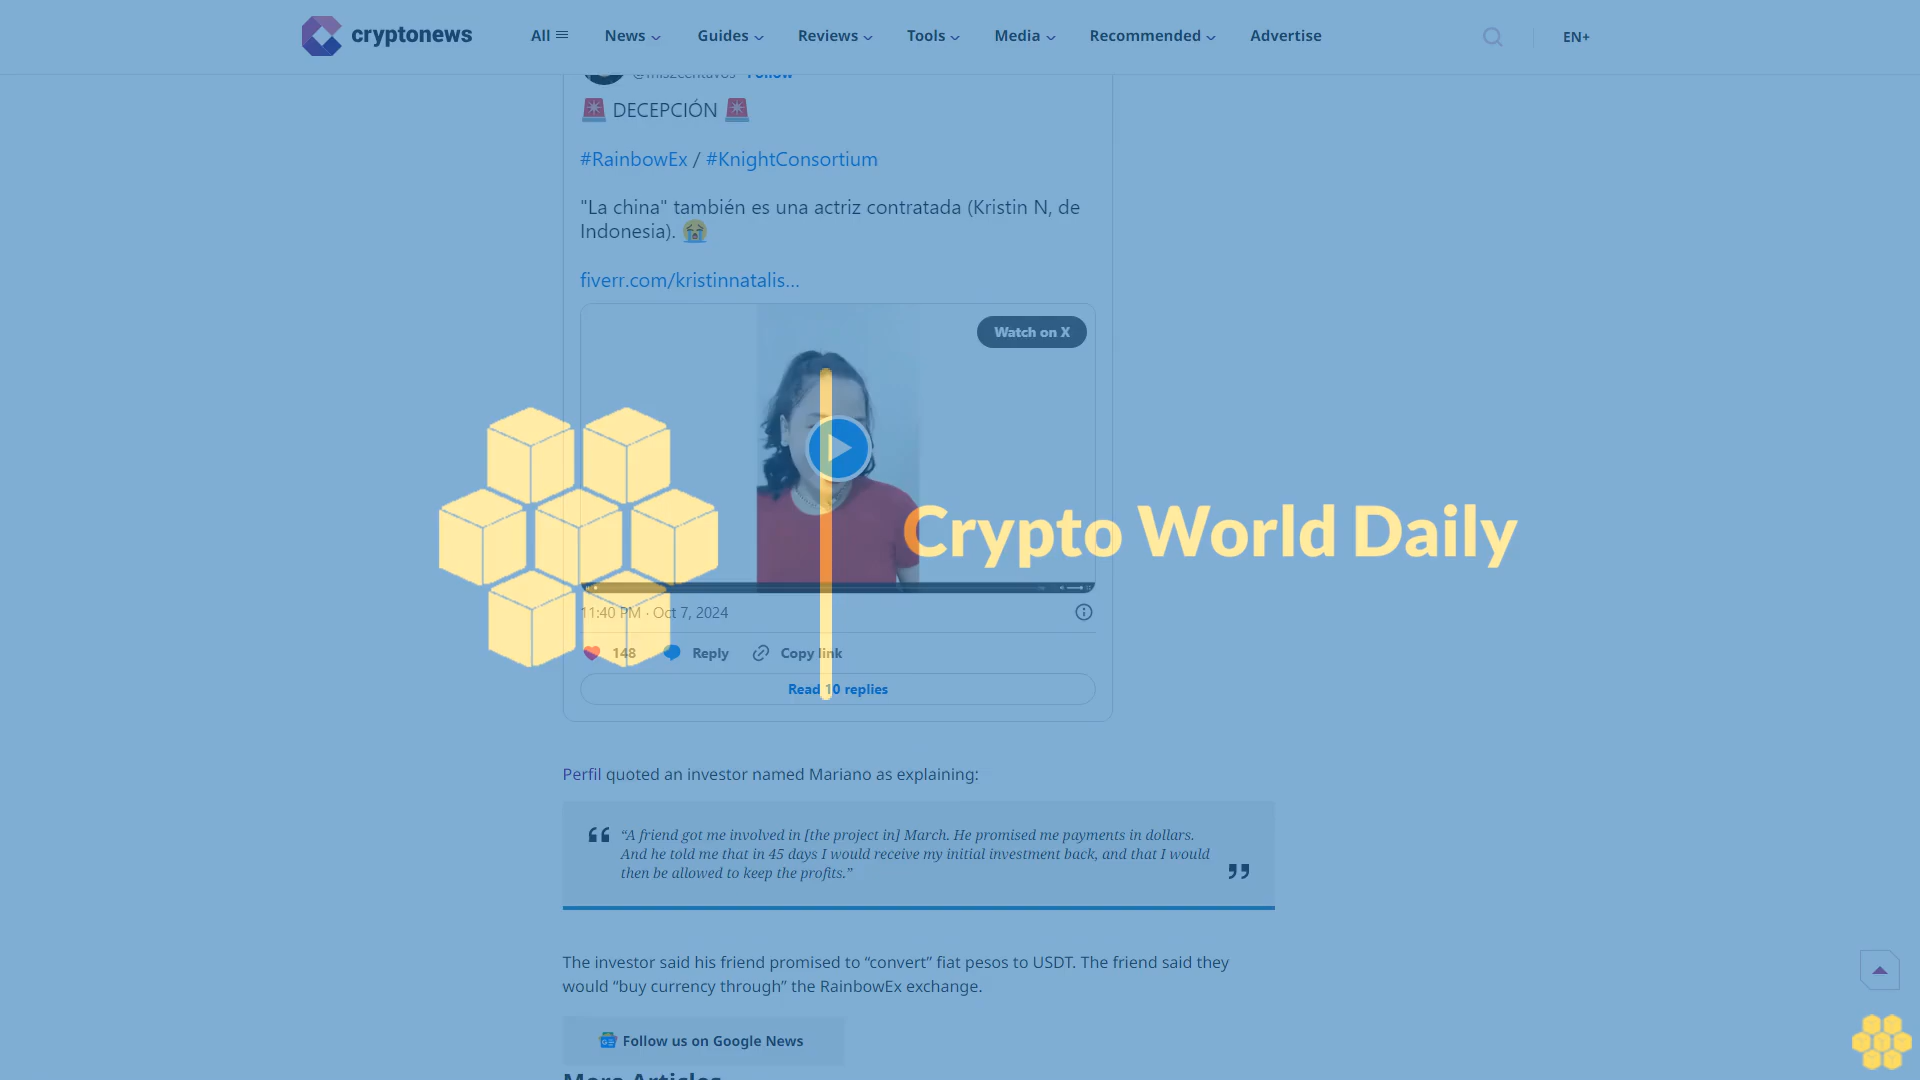 cryptonews
All News Guides Reviews Tools Media Recommended Advertise EN+
@mis2centavos · Follow
🚨 DECEPCIÓN 🚨
#RainbowEx / #KnightConsortium
"La china" también es una actriz contratada (Kristin N, de
Indonesia). 😭
fiverr.com/kristinnatalis…
Watch on X
Crypto World Daily
11:40 PM · Oct 7, 2024
148 Reply Copy link
Read 10 replies
Perfil quoted an investor named Mariano as explaining:
“A friend got me involved in [the project in] March. He promised me payments in dollars.
And he told me that in 45 days I would receive my initial investment back, and that I would
then be allowed to keep the profits.”
The investor said his friend promised to “convert” fiat pesos to USDT. The friend said they
would “buy currency through” the RainbowEx exchange.
Follow us on Google News
More Articles